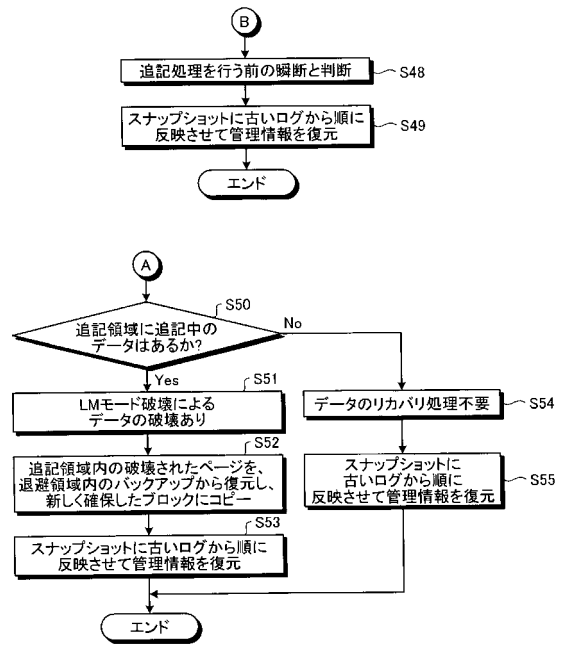 B
追記処理を行う前の瞬断と判断
S48
スナップショットに古いログから順に
反映させて管理情報を復元
S49
エンド
A
S50
追記領域に追記中の
データはあるか?
No
Yes
S51
LMモード破壊による
データの破壊あり
データのリカバリ処理不要
S54
S52
追記領域内の破壊されたページを、
退避領域内のバックアップから復元し、
新しく確保したブロックにコピー
スナップショットに
古いログから順に
反映させて管理情報を復元
S55
S53
スナップショットに古いログから順に
反映させて管理情報を復元
エンド